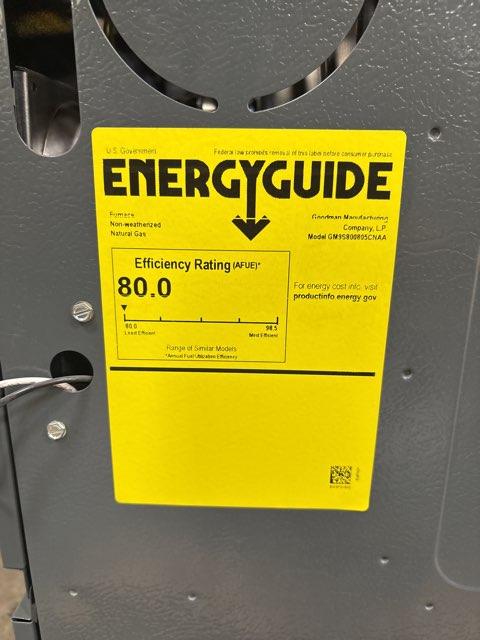 U.S. Government
Federal law prohibits removal of this label before consumer purchase.
ENERGYGUIDE
Furnace
Non-weatherized
Natural Gas
Goodman Manufacturing
Company, L.P.
Model GM9S800805CNAA
Efficiency Rating (AFUE)*
80.0
80.0
98.5
Least Efficient
Most Efficient
Range of Similar Models
*Annual Fuel Utilization Efficiency
For energy cost info, visit
productinfo.energy.gov